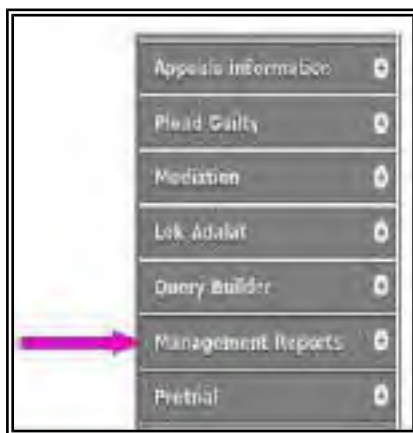 Appeals Information
Plead Guilty
Mediation
Lok Adalat
Query Builder
Management Reports
Pretrial